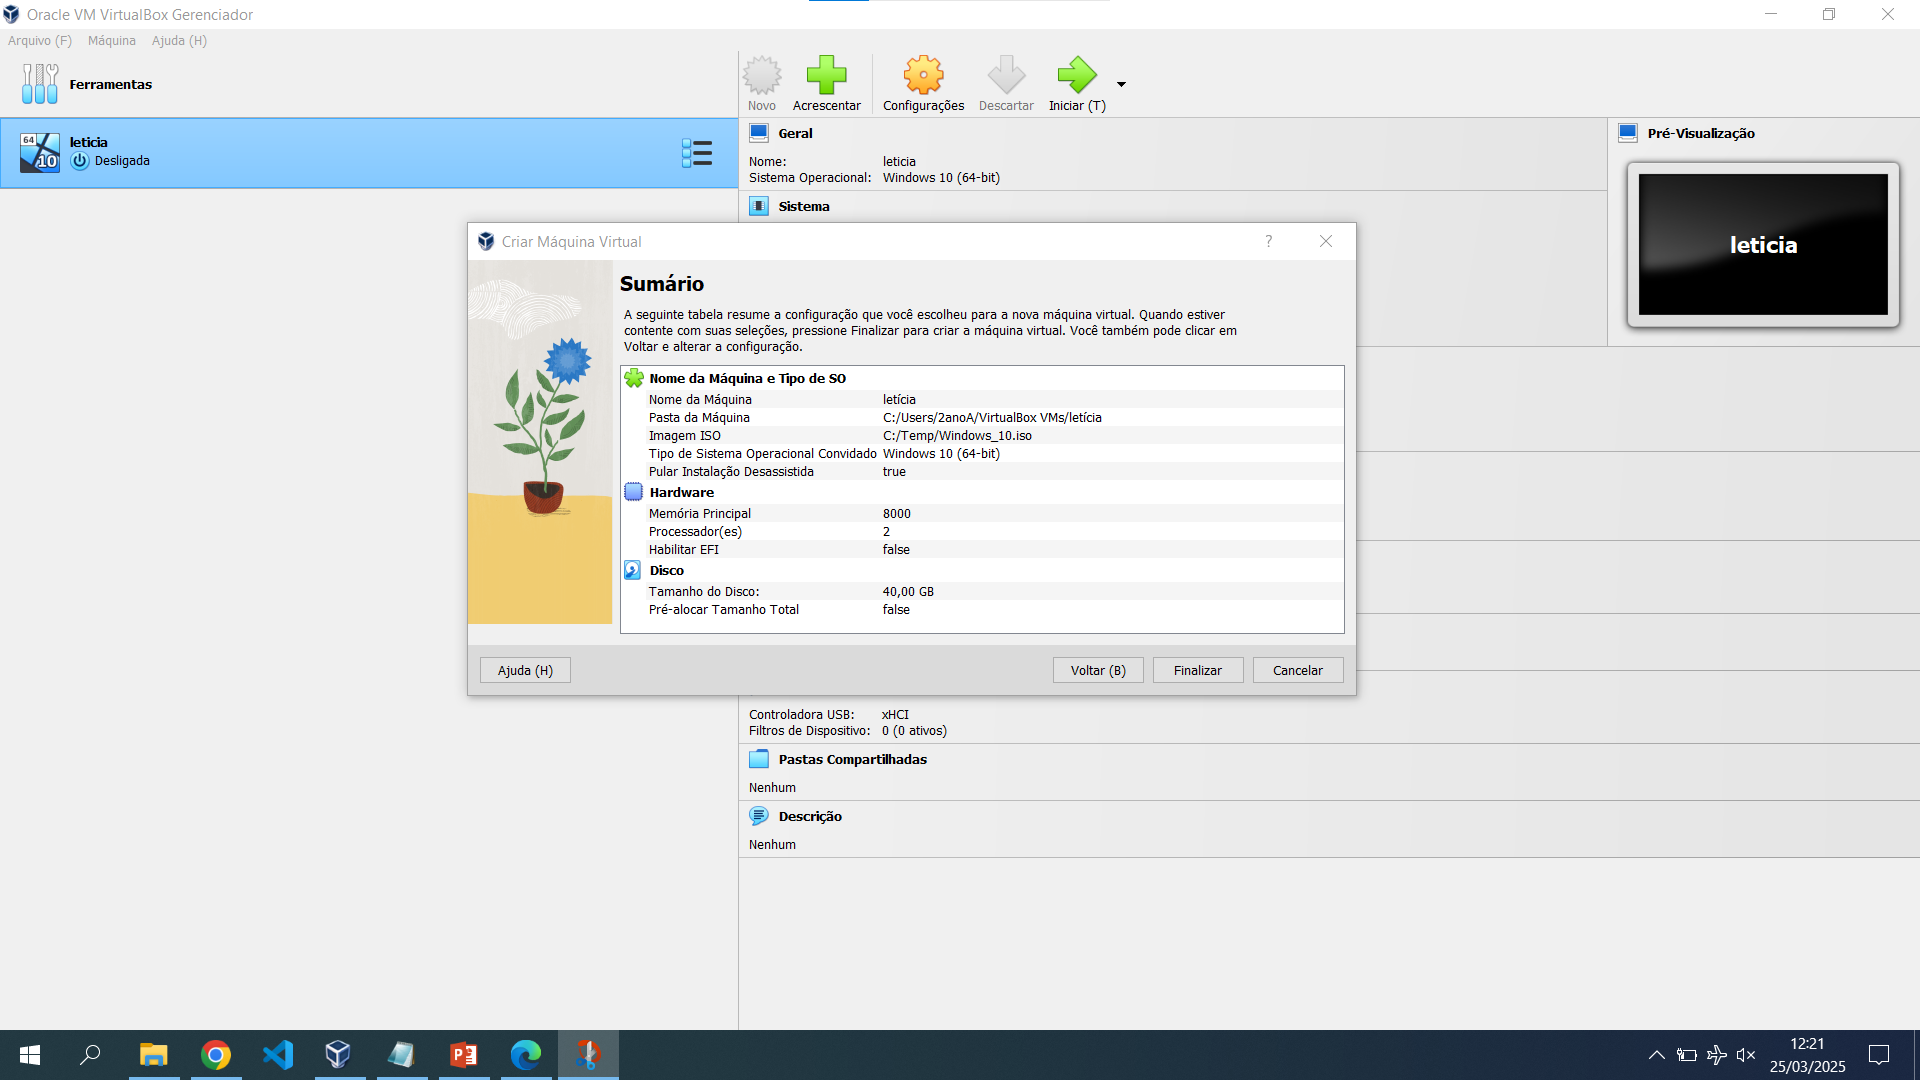 Oracle VM VirtualBox Gerenciador
Arquivo (F) Máquina Ajuda (H)
Ferramentas
Novo Acrescentar Configurações Descartar Iniciar (T)
64
10
leticia
Desligada
Geral
Nome: leticia
Sistema Operacional: Windows 10 (64-bit)
Sistema
Pré-Visualização
leticia
Criar Máquina Virtual
?
Sumário
A seguinte tabela resume a configuração que você escolheu para a nova máquina virtual. Quando estiver
contente com suas seleções, pressione Finalizar para criar a máquina virtual. Você também pode clicar em
Voltar e alterar a configuração.
Nome da Máquina e Tipo de SO
Nome da Máquina letícia
Pasta da Máquina C:/Users/2anoA/VirtualBox VMs/letícia
Imagem ISO C:/Temp/Windows_10.iso
Tipo de Sistema Operacional Convidado Windows 10 (64-bit)
Pular Instalação Desassistida true
Hardware
Memória Principal 8000
Processador(es) 2
Habilitar EFI false
Disco
Tamanho do Disco: 40,00 GB
Pré-alocar Tamanho Total false
Ajuda (H) Voltar (B) Finalizar Cancelar
Controladora USB: xHCI
Filtros de Dispositivo: 0 (0 ativos)
Pastas Compartilhadas
Nenhum
Descrição
Nenhum
12:21
25/03/2025